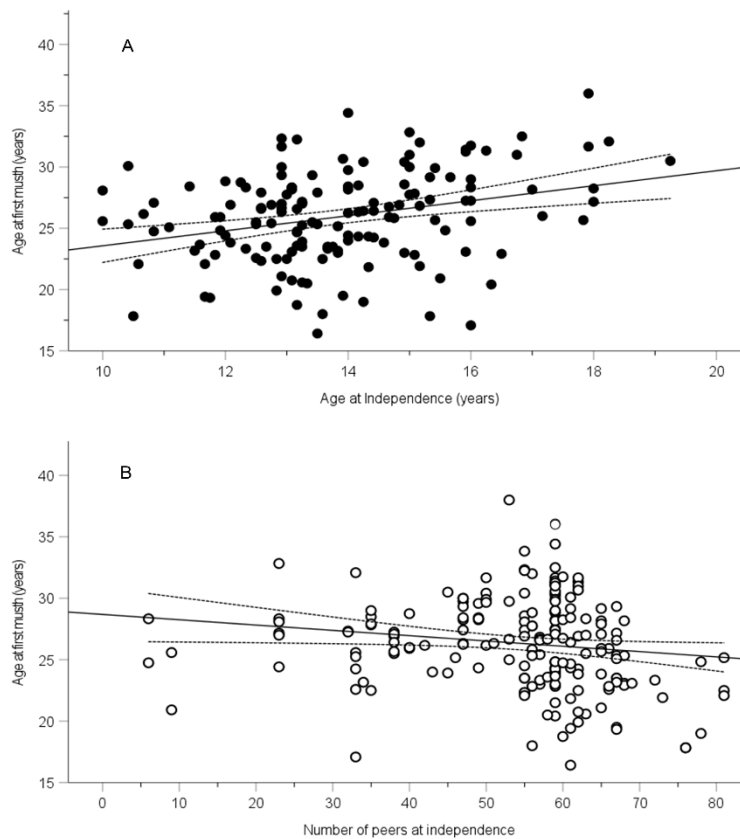 A
40
35
30
25
20
15
Age at first musth (years)
10 12 14 16 18 20
Age at Independence (years)
B
40
35
30
25
20
15
Age at first musth (years)
0 10 20 30 40 50 60 70 80
Number of peers at independence